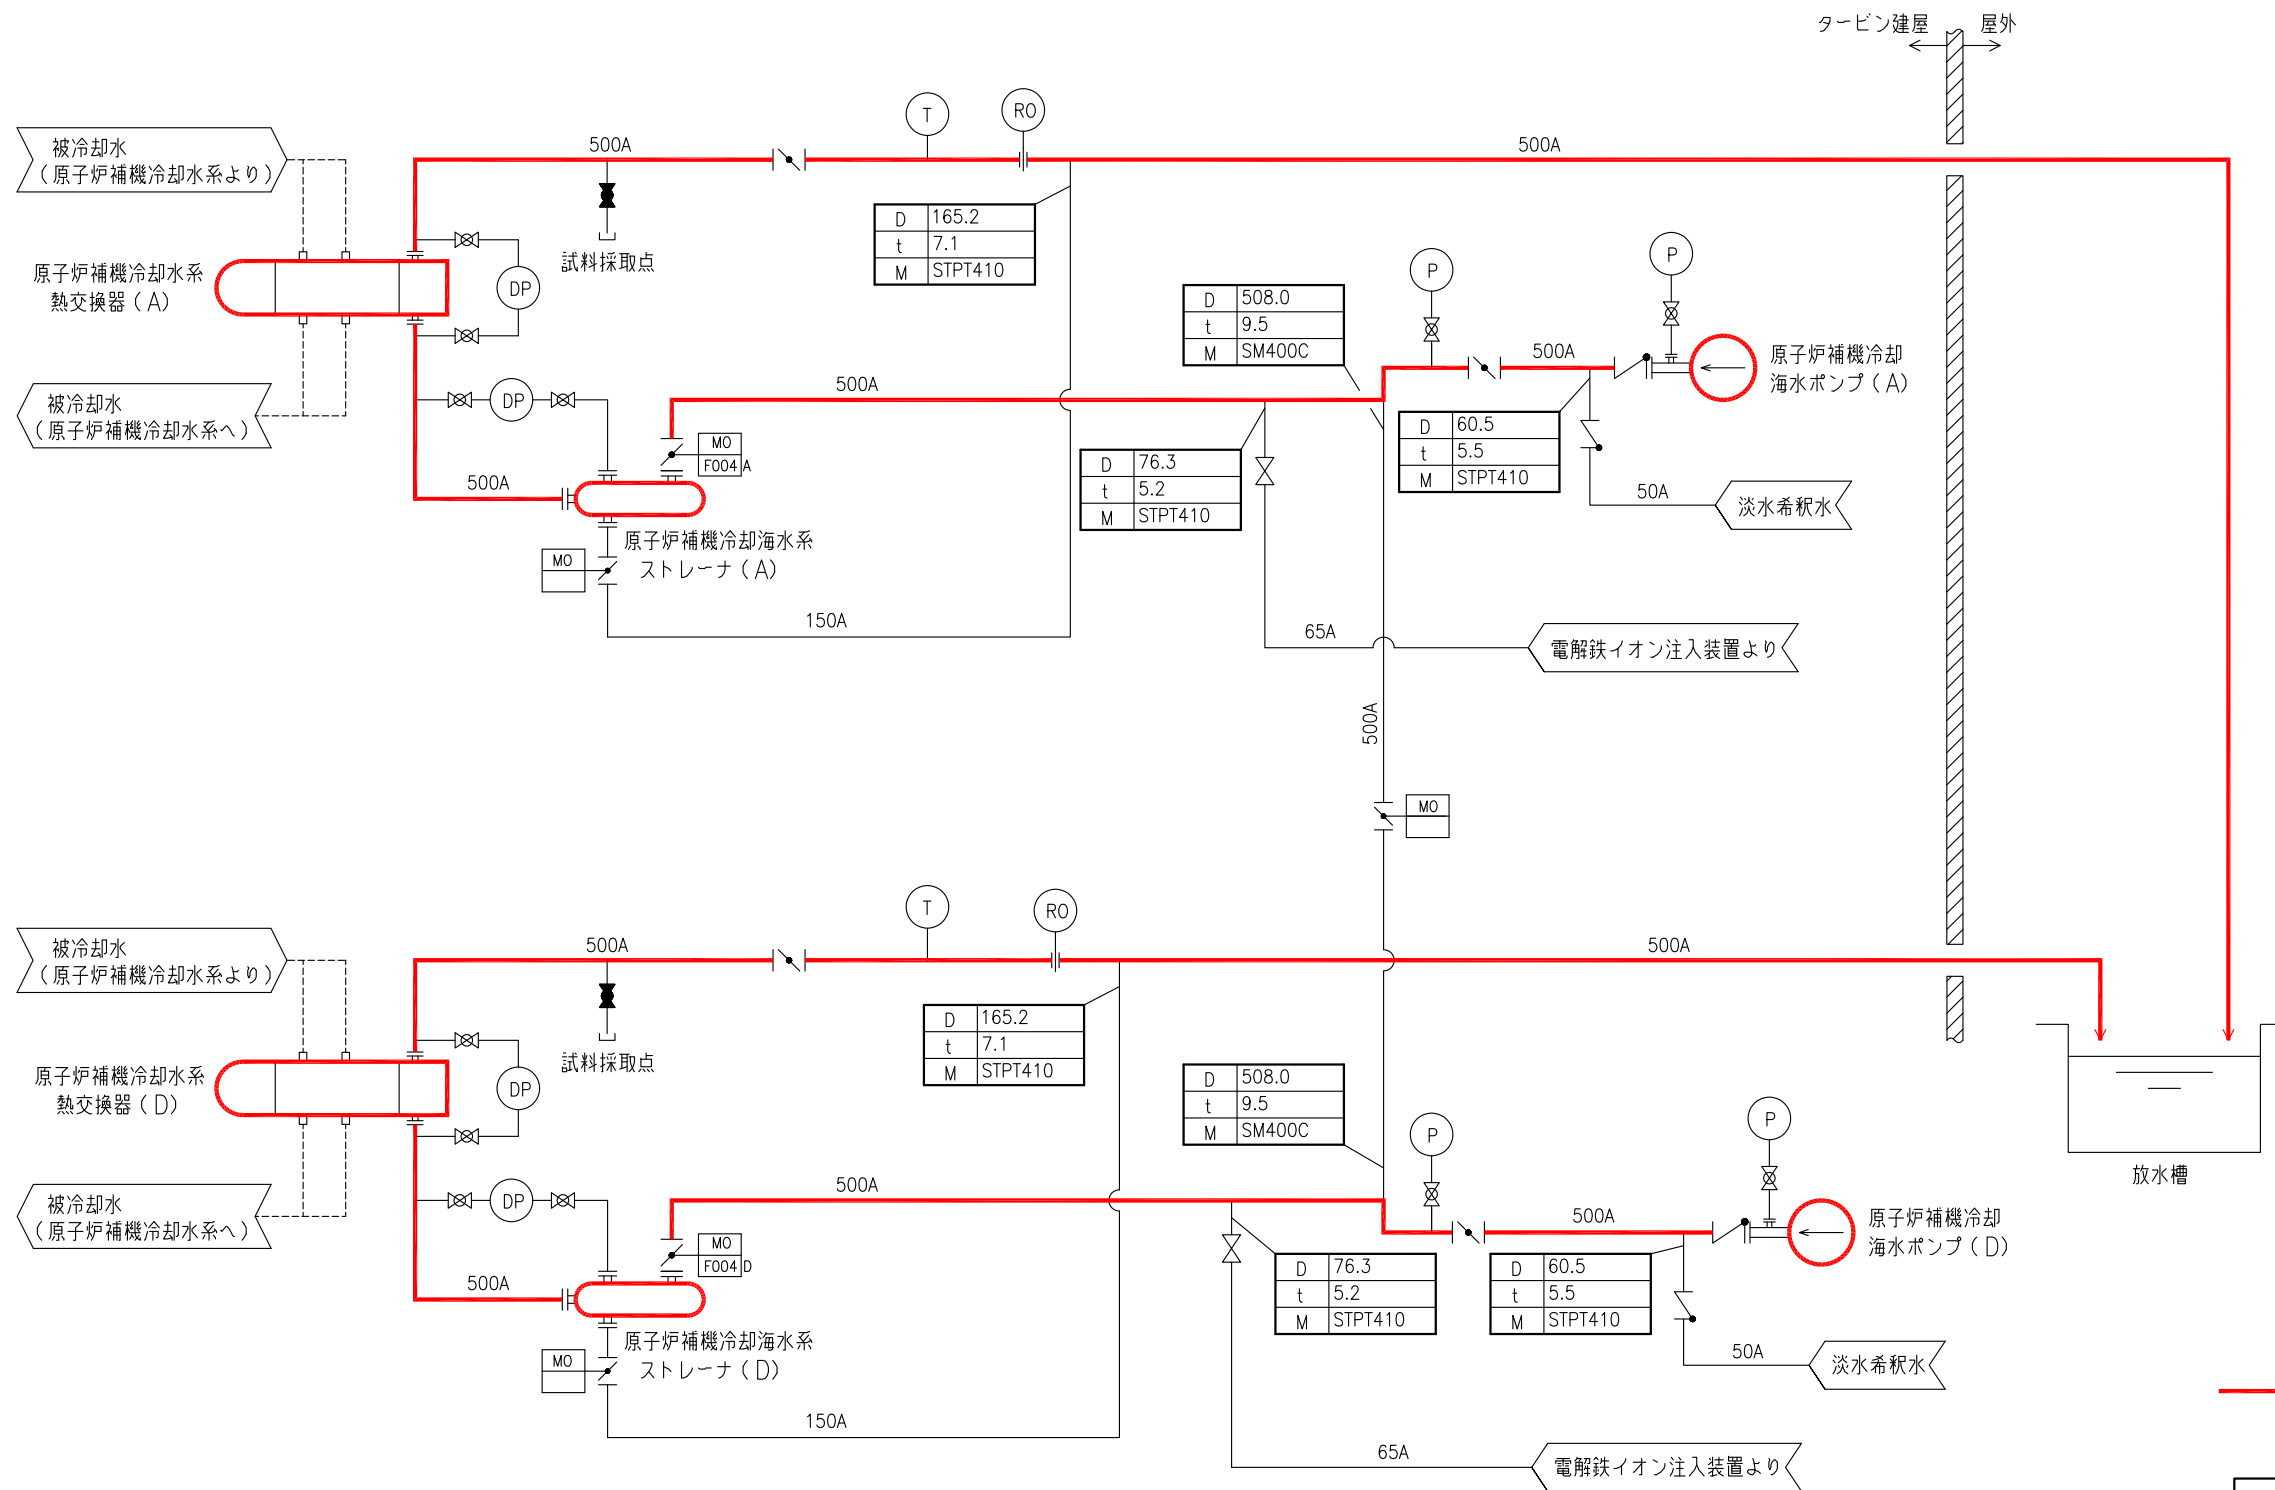 タービン建屋
屋外
T
RO
500A
500A
被冷却水
(原子炉補機冷却水系より)
試料採取点
D 165.2
t 7.1
M STPT410
原子炉補機冷却水系
熱交換器(A)
DP
P
P
D 508.0
t 9.5
M SM400C
500A
原子炉補機冷却
海水ポンプ(A)
被冷却水
(原子炉補機冷却水系へ)
DP
500A
MO
F004 A
D 60.5
t 5.5
M STPT410
D 76.3
t 5.2
M STPT410
500A
50A
淡水希釈水
原子炉補機冷却海水系
ストレーナ(A)
MO
150A
65A
電解鉄イオン注入装置より
500A
MO
T
RO
500A
500A
被冷却水
(原子炉補機冷却水系より)
試料採取点
D 165.2
t 7.1
M STPT410
原子炉補機冷却水系
熱交換器(D)
DP
D 508.0
t 9.5
M SM400C
P
P
放水槽
被冷却水
(原子炉補機冷却水系へ)
DP
500A
500A
原子炉補機冷却
海水ポンプ(D)
MO
F004 D
500A
D 76.3
t 5.2
M STPT410
D 60.5
t 5.5
M STPT410
原子炉補機冷却海水系
ストレーナ(D)
MO
50A
淡水希釈水
150A
65A
電解鉄イオン注入装置より